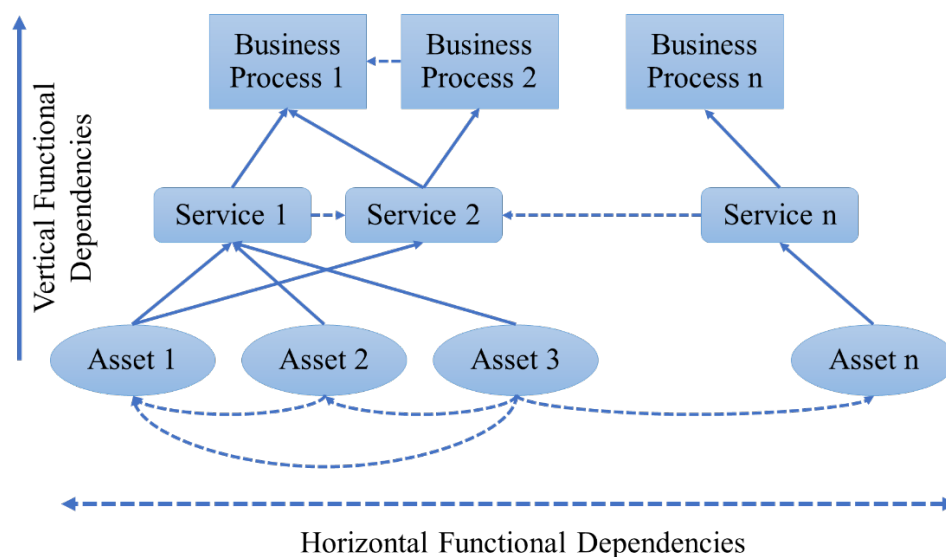 Business
Process 1
Business
Process 2
Business
Process n
Vertical Functional
Dependencies
Service 1
Service 2
Service n
Asset 1
Asset 2
Asset 3
Asset n
Horizontal Functional Dependencies